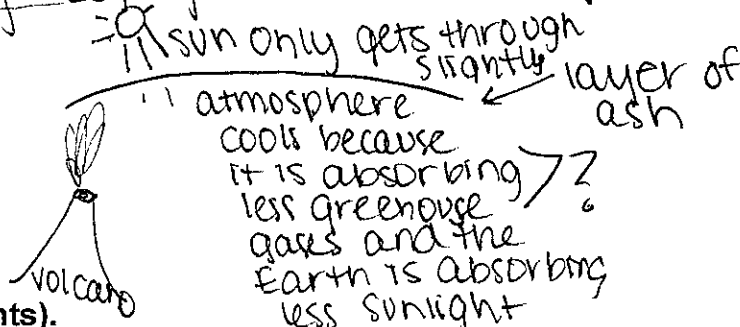 sun only gets through
slightly
layer of
ash
atmosphere
cools because
it is absorbing
less greenouse
gases and the
Earth is absorbing
less sunlight
?
volcano
nts).